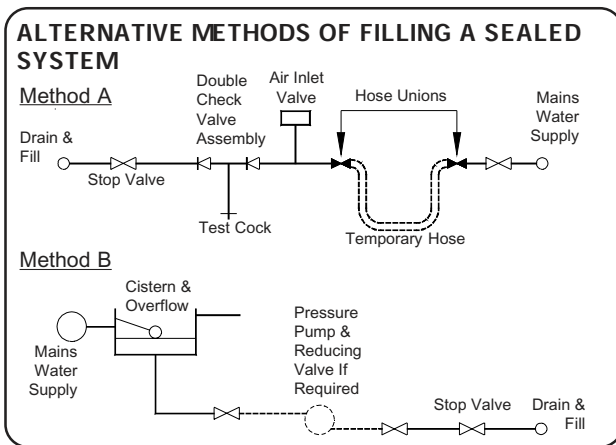 ALTERNATIVE METHODS OF FILLING A SEALED
SYSTEM
Method A
Double
Check
Valve
Assembly
Air Inlet
Valve
Hose Unions
Mains
Water
Supply
Drain &
Fill
Stop Valve
Test Cock
Temporary Hose
Method B
Cistern &
Overflow
Mains
Water
Supply
Pressure
Pump &
Reducing
Valve If
Required
Stop Valve
Drain &
Fill